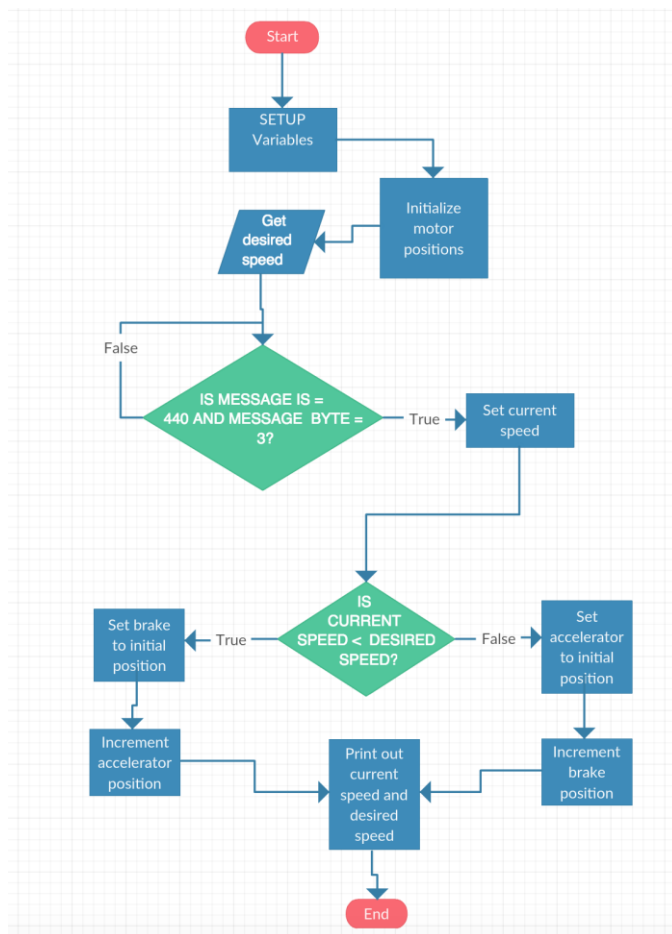 Start
SETUP
Variables
Initialize
motor
positions
Get
desired
speed
False
IS MESSAGE IS =
440 AND MESSAGE BYTE =
3?
True
Set current
speed
IS
CURRENT
SPEED < DESIRED
SPEED?
True
False
Set brake
to initial
position
Set
accelerator
to initial
position
Increment
accelerator
position
Print out
current
speed and
desired
speed
Increment
brake
position
End